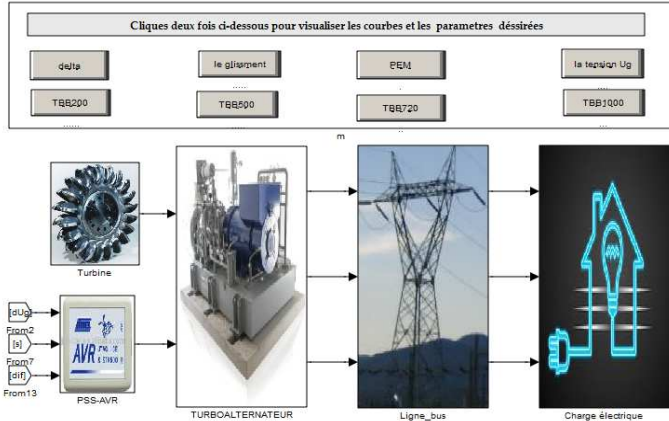 Cliques deux fois ci-dessous pour visualiser les courbes et les parametres déssirées
delta
le glissment
PEM
la tension Ug
TBB200
TBB500
TBB720
TBB1000
m
Turbine
[dUg]
From2
[s]
From7
[dif]
From13
AVR
PSS-AVR
TURBOALTERNATEUR
Ligne_bus
Charge électrique